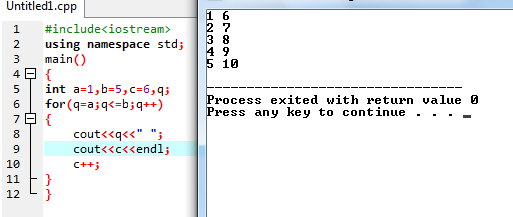 Untitled1.cpp
1 #include<iostream>
2 using namespace std;
3 main()
4 {
5 int a=1,b=5,c=6,q;
6 for(q=a;q<=b;q++)
7 {
8 cout<<q<<" ";
9 cout<<c<<endl;
10 c++;
11 }
12 }
1 6
2 7
3 8
4 9
5 10
--------------------------------
Process exited with return value 0
Press any key to continue . . . _